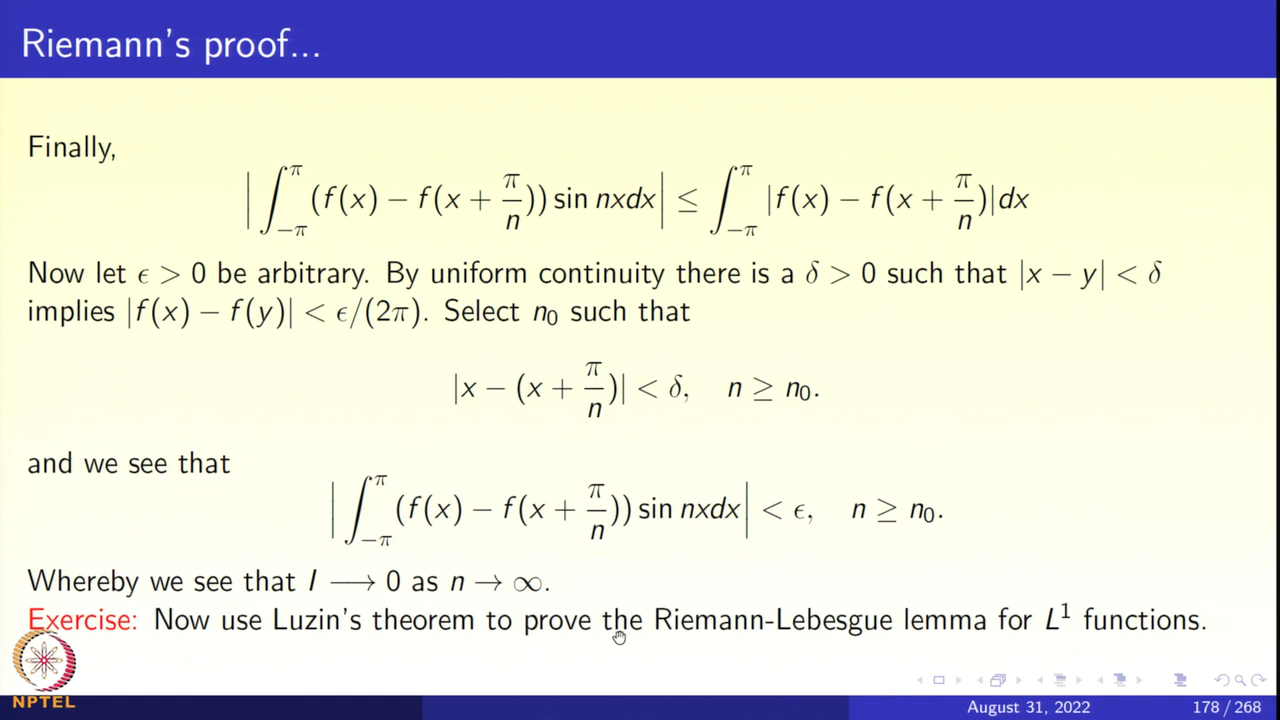 Riemann's proof...
Finally,
| ∫_{−π}^{π} (f(x) − f(x + π/n)) sin nxdx | ≤ ∫_{−π}^{π} |f(x) − f(x + π/n)|dx
Now let ϵ > 0 be arbitrary. By uniform continuity there is a δ > 0 such that |x − y| < δ
implies |f(x) − f(y)| < ϵ/(2π). Select n₀ such that
|x − (x + π/n)| < δ, n ≥ n₀.
and we see that
| ∫_{−π}^{π} (f(x) − f(x + π/n)) sin nxdx | < ϵ, n ≥ n₀.
Whereby we see that I ⟶ 0 as n → ∞.
Exercise: Now use Luzin's theorem to prove the Riemann-Lebesgue lemma for L¹ functions.
NPTEL
August 31, 2022 178 / 268